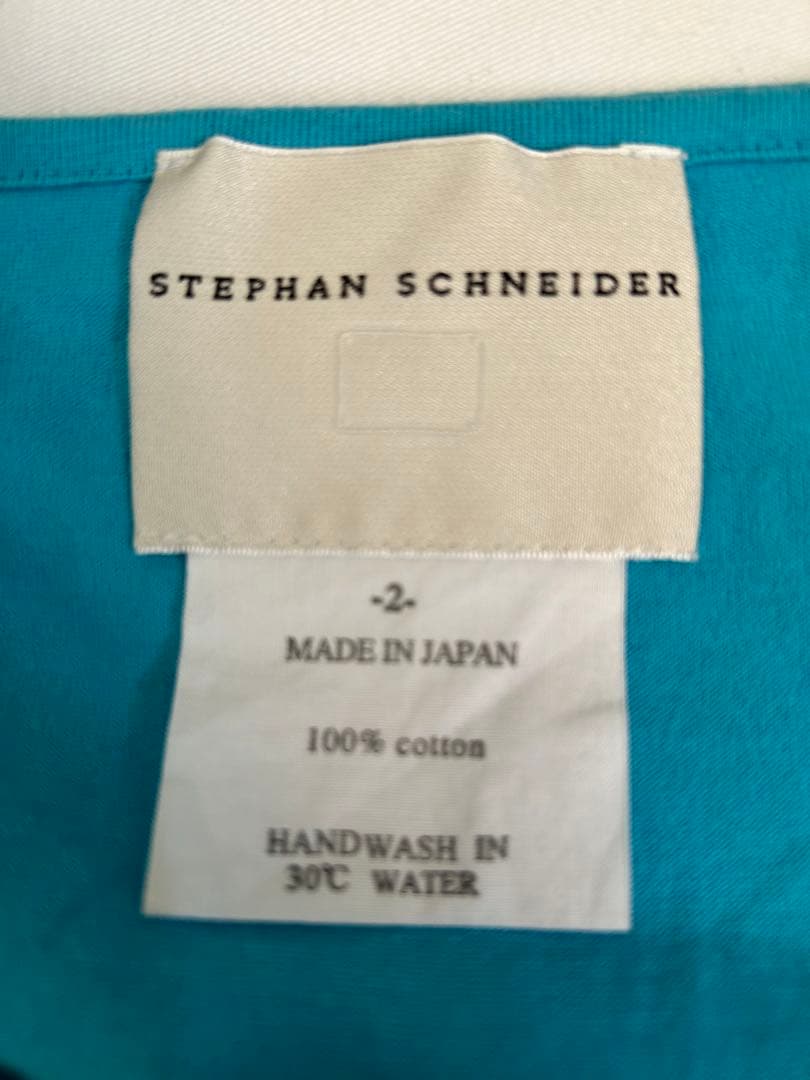 STEPHAN SCHNEIDER
-2-
MADE IN JAPAN
100% cotton
HANDWASH IN
30℃ WATER